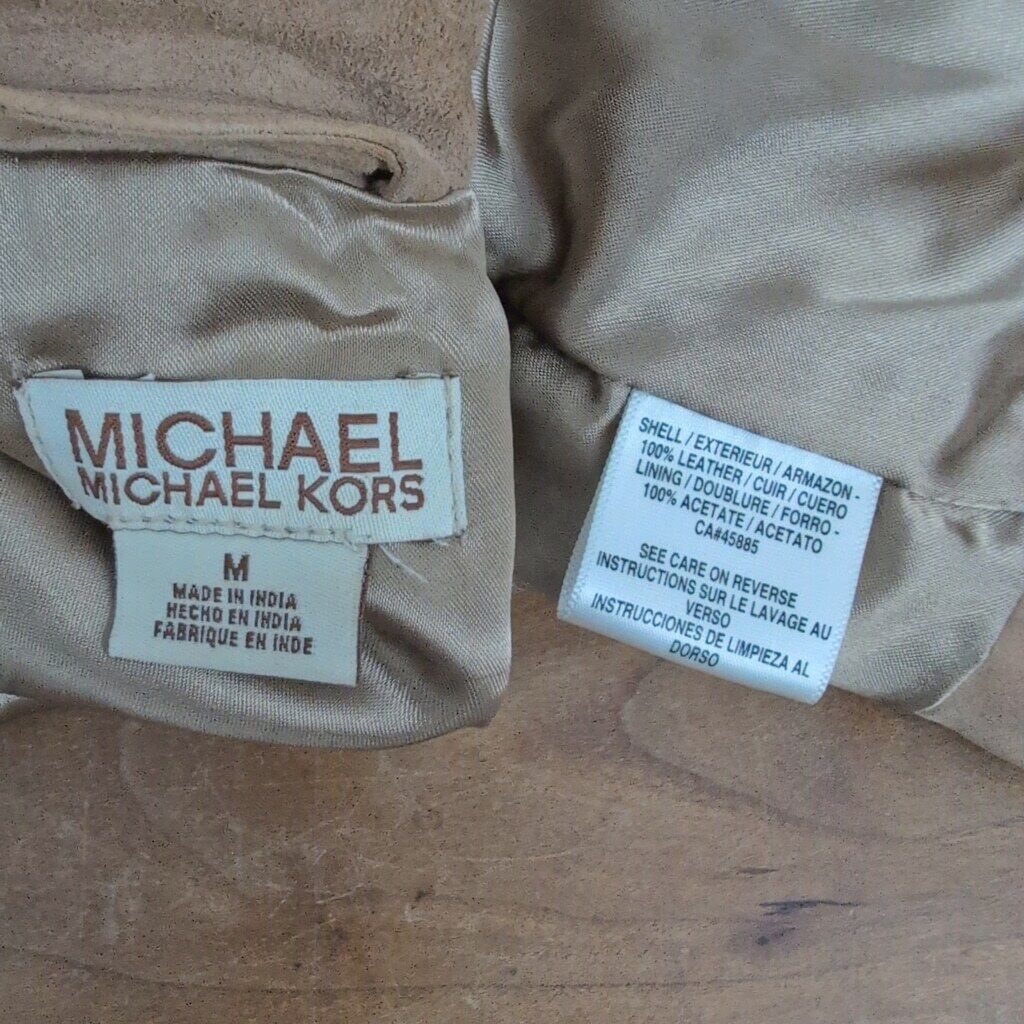 MICHAEL
MICHAEL KORS
M
MADE IN INDIA
HECHO EN INDIA
FABRIQUE EN INDE
SHELL / EXTERIEUR / ARMAZON -
100% LEATHER / CUIR / CUERO
LINING / DOUBLURE / FORRO -
100% ACETATE / ACETATO
CA#45885
SEE CARE ON REVERSE
INSTRUCTIONS SUR LE LAVAGE AU
VERSO
INSTRUCCIONES DE LIMPIEZA AL
DORSO